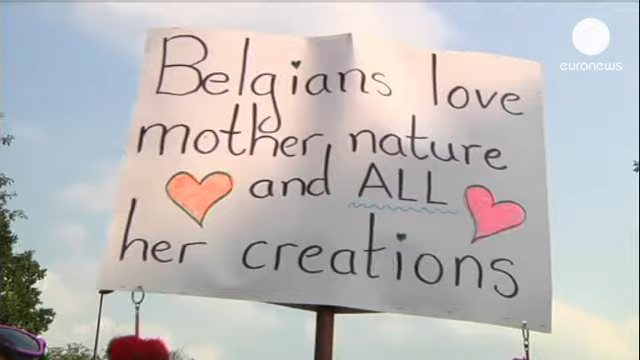 euronews
Belgians love
mother nature
and ALL
her creations